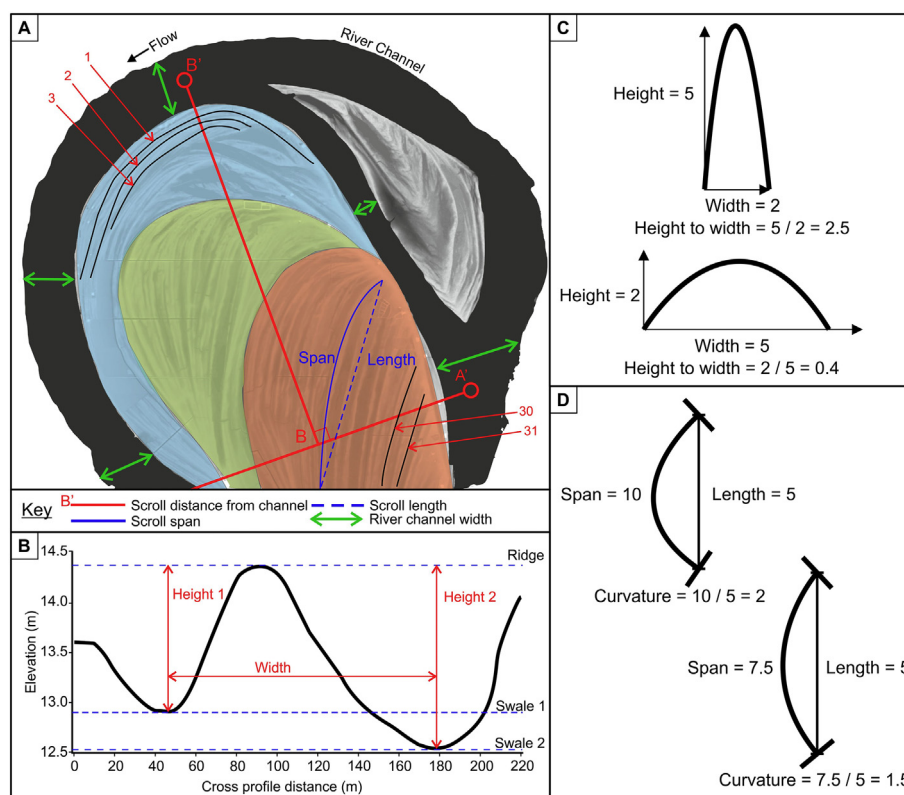 A
Flow
River Channel
B'
1
2
3
Span
Length
A'
B
30
31
Key
B'
Scroll distance from channel
Scroll length
Scroll span
River channel width
B
14.5
14.0
13.5
13.0
12.5
Elevation (m)
Ridge
Height 1
Height 2
Width
Swale 1
Swale 2
0 20 40 60 80 100 120 140 160 180 200 220
Cross profile distance (m)
C
Height = 5
Width = 2
Height to width = 5 / 2 = 2.5
Height = 2
Width = 5
Height to width = 2 / 5 = 0.4
D
Span = 10
Length = 5
Curvature = 10 / 5 = 2
Span = 7.5
Length = 5
Curvature = 7.5 / 5 = 1.5